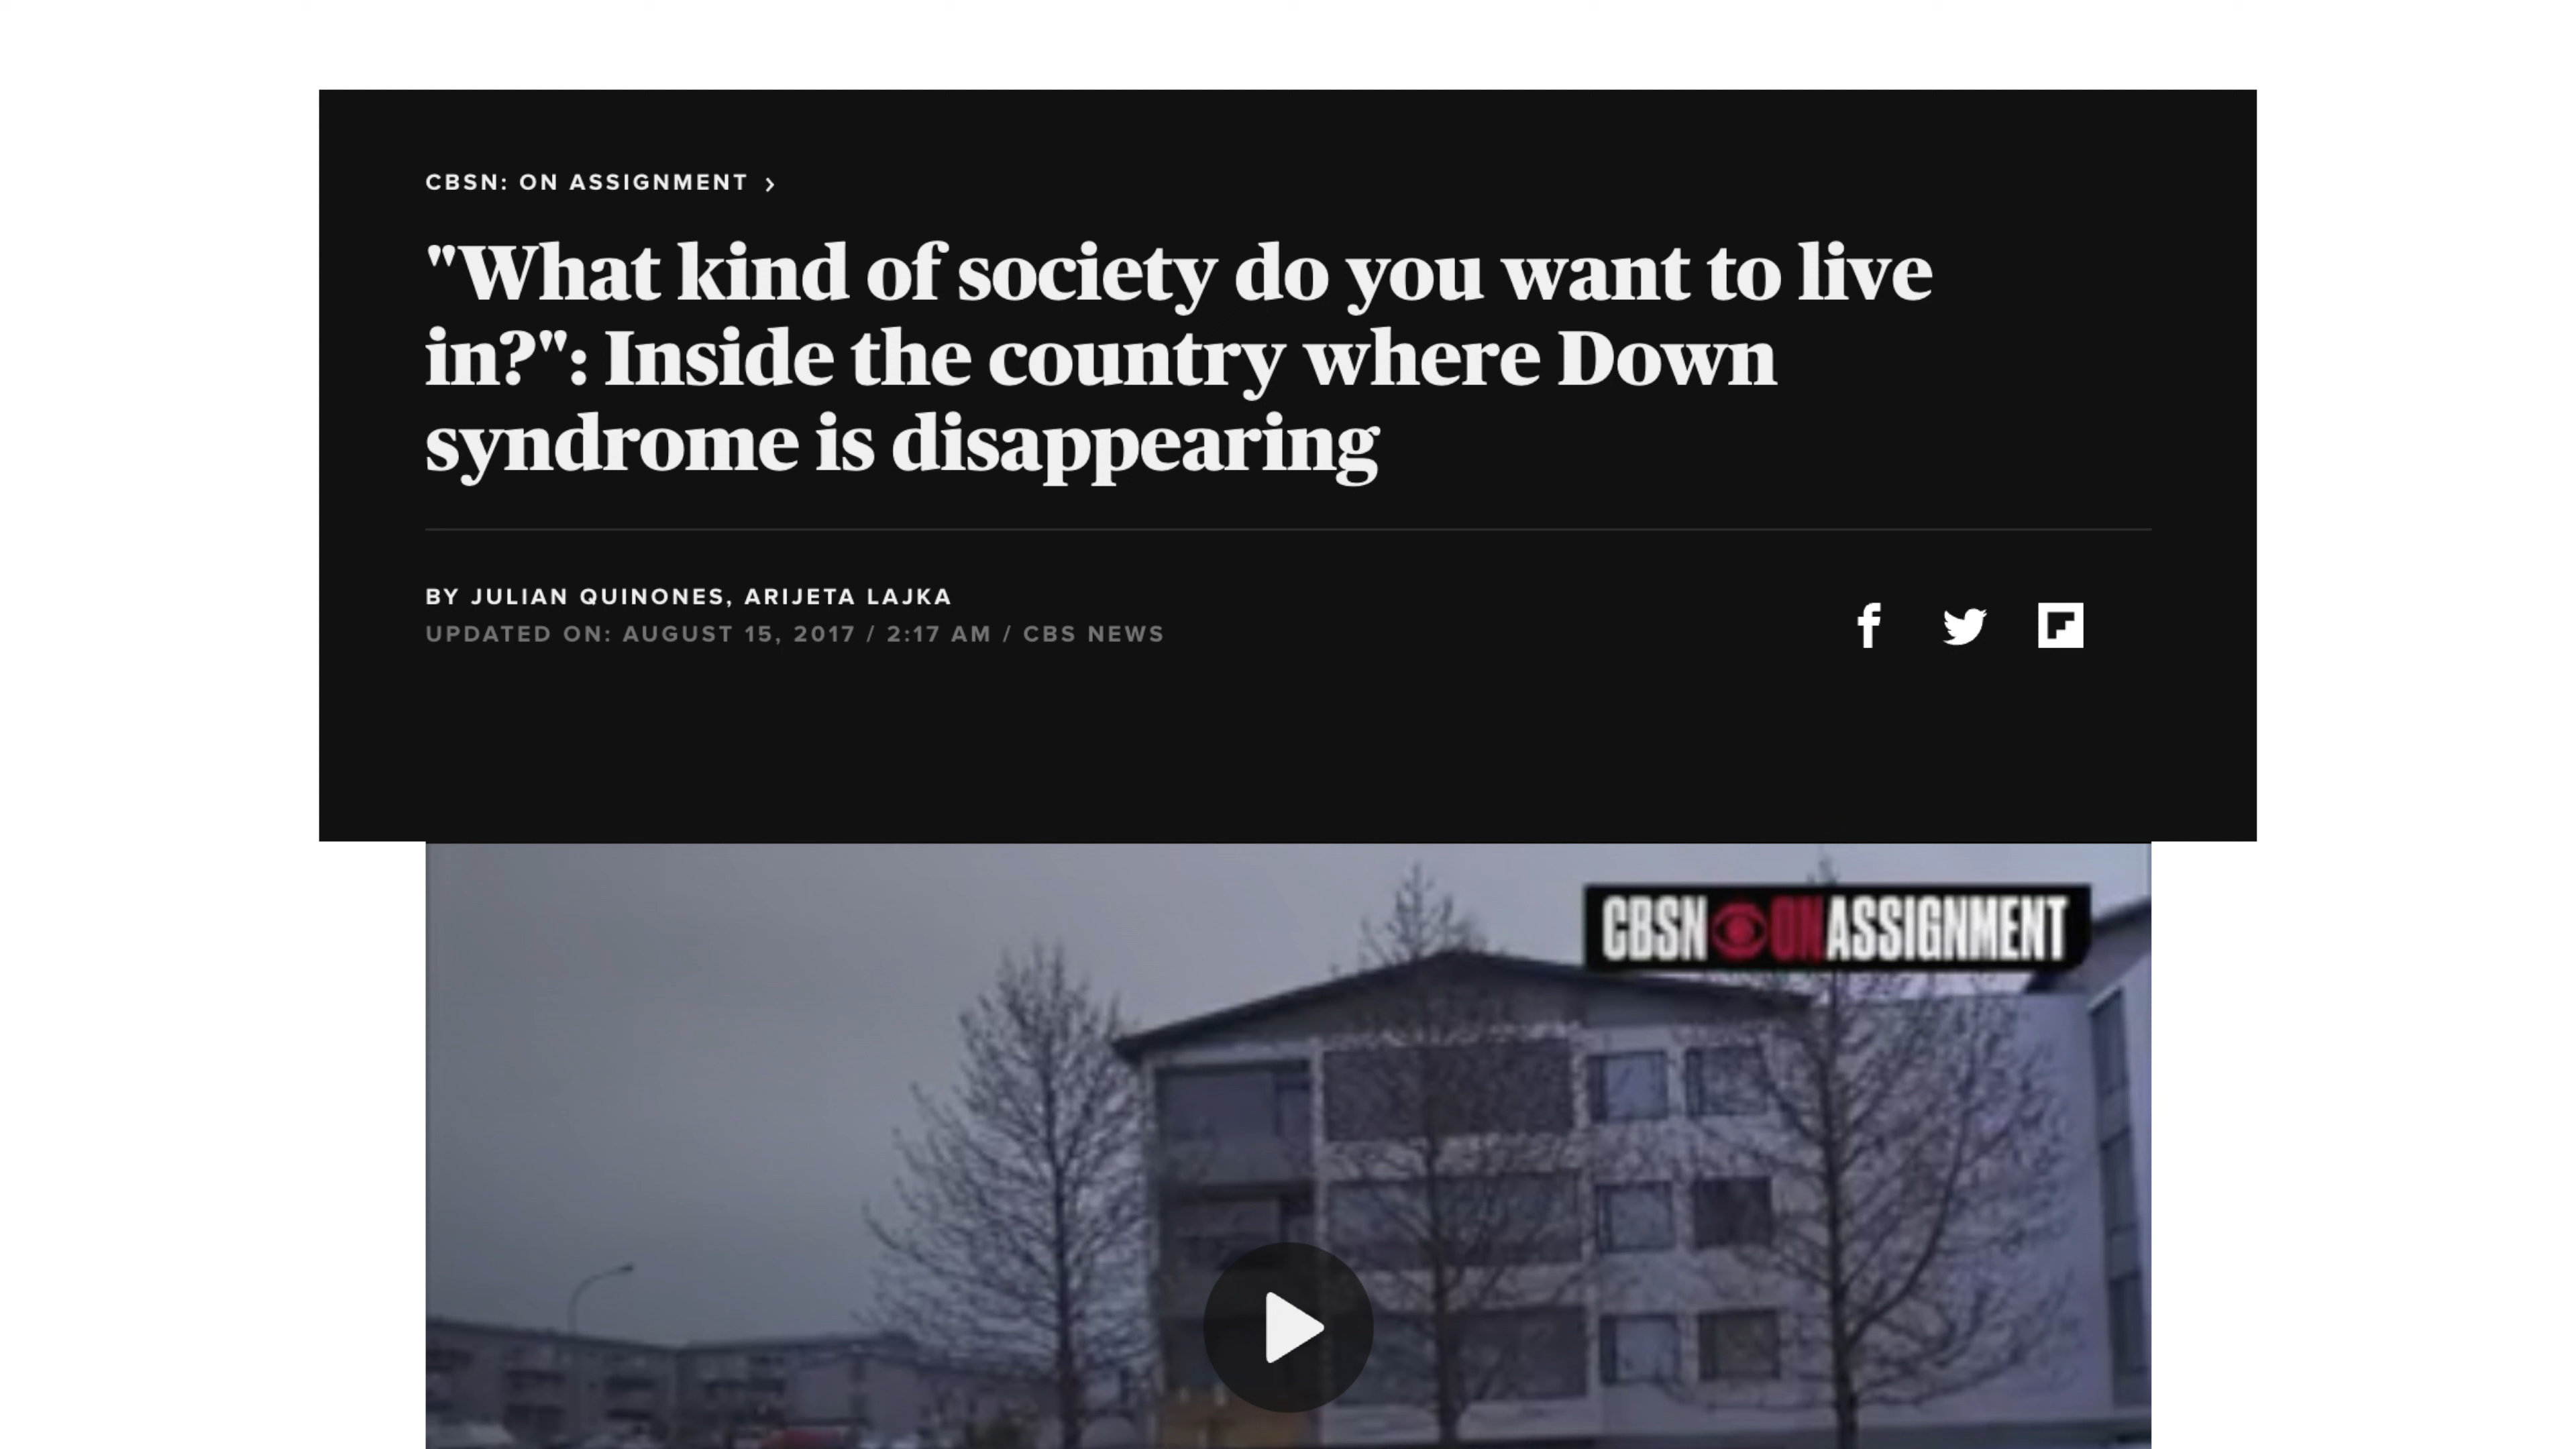 CBSN: ON ASSIGNMENT >
"What kind of society do you want to live
in?": Inside the country where Down
syndrome is disappearing
BY JULIAN QUINONES, ARIJETA LAJKA
UPDATED ON: AUGUST 15, 2017 / 2:17 AM / CBS NEWS
CBSN ON ASSIGNMENT